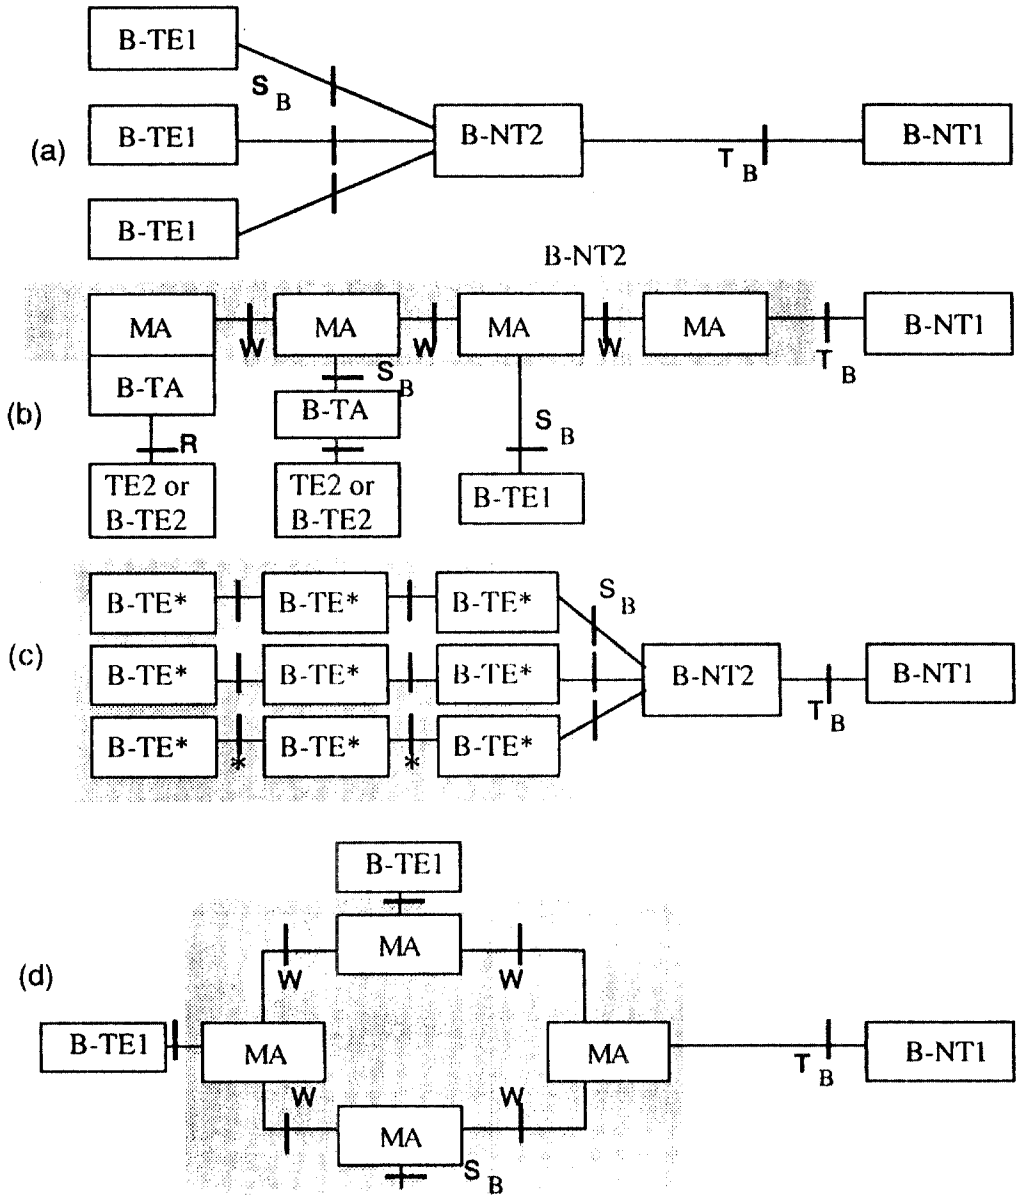 B-TE1
S B
B-TE1
B-NT2
B-NT1
(a)
T B
B-TE1
B-NT2
MA
MA
MA
MA
B-NT1
W
W
W
T B
B-TA
S B
B-TA
(b)
S B
R
TE2 or
B-TE2
TE2 or
B-TE2
B-TE1
B-TE*
B-TE*
B-TE*
S B
(c)
B-TE*
B-TE*
B-TE*
B-NT2
B-NT1
T B
B-TE*
B-TE*
B-TE*
*
*
B-TE1
MA
(d)
W
W
B-TE1
MA
MA
B-NT1
T B
W
W
MA
S B